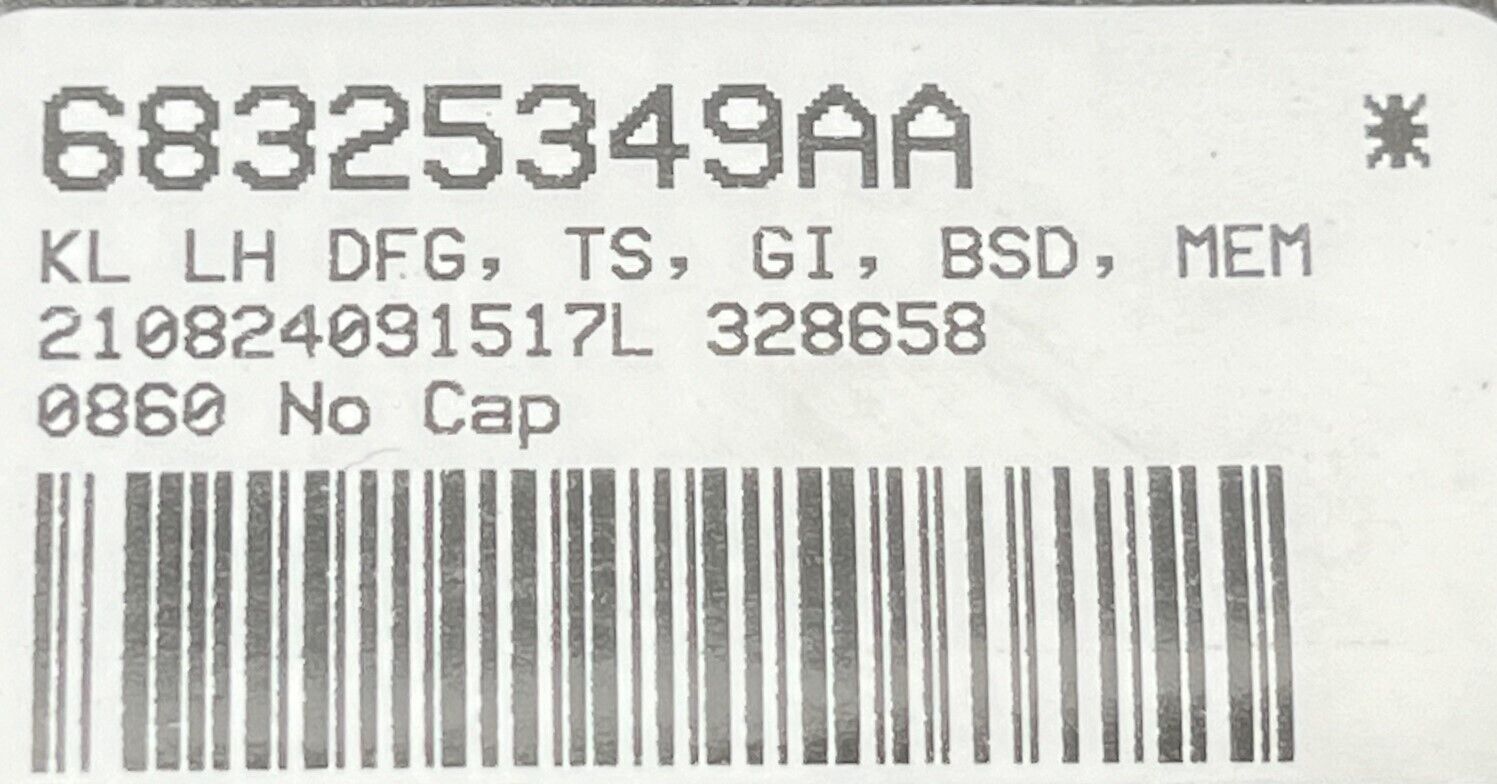 68325349AA *
KL LH DFG, TS, GI, BSD, MEM
210824091517L 328658
0860 No Cap